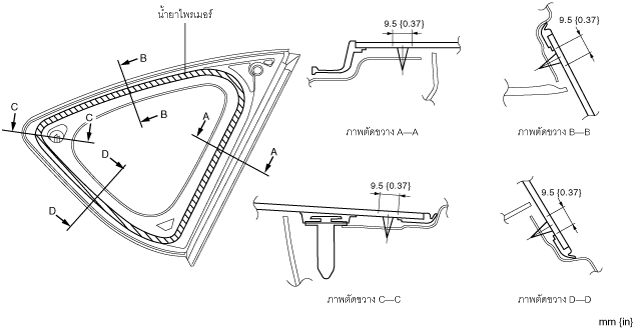 น้ำยาไพรเมอร์
B
B
C
C
A
A
D
D
9.5 {0.37}
ภาพตัดขวาง A—A
9.5 {0.37}
ภาพตัดขวาง B—B
9.5 {0.37}
ภาพตัดขวาง C—C
9.5 {0.37}
ภาพตัดขวาง D—D
mm {in}